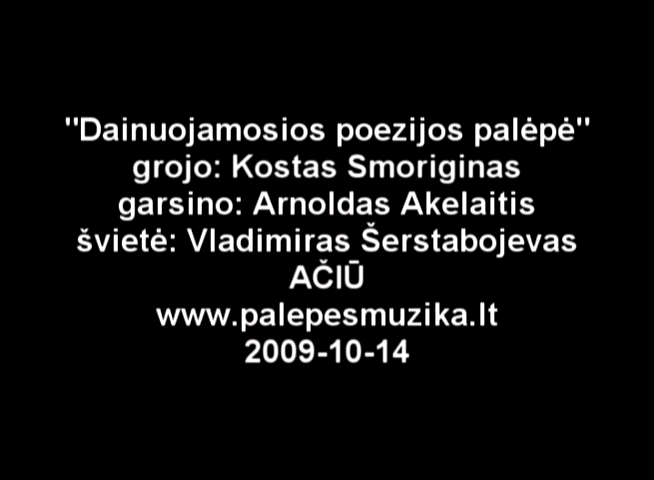 "Dainuojamosios poezijos palėpė"
grojo: Kostas Smoriginas
garsino: Arnoldas Akelaitis
švietė: Vladimiras Šerstabojevas
AČIŪ
www.palepesmuzika.lt
2009-10-14